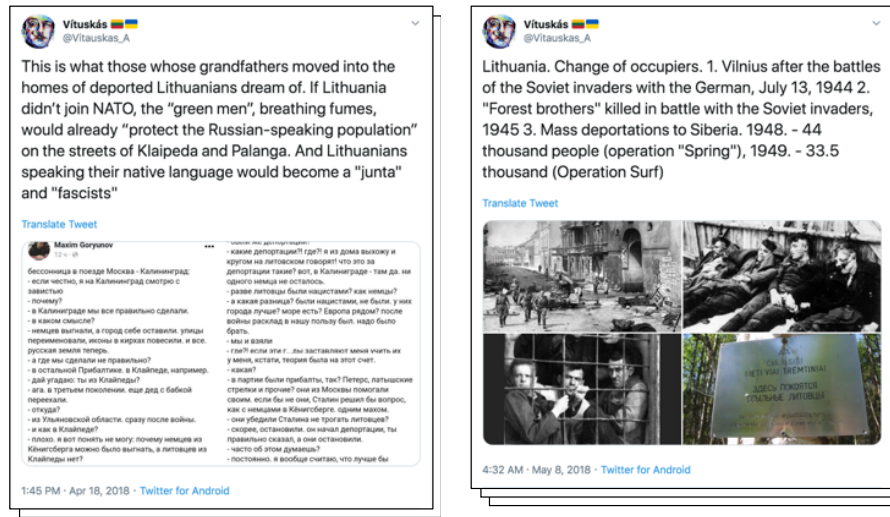 Vítuskás
@Vitauskas_A
This is what those whose grandfathers moved into the
homes of deported Lithuanians dream of. If Lithuania
didn't join NATO, the "green men", breathing fumes,
would already "protect the Russian-speaking population"
on the streets of Klaipeda and Palanga. And Lithuanians
speaking their native language would become a "junta"
and "fascists"
Translate Tweet
Maxim Goryunov
12 ч
бессонница в поезде Москва - Калининград:
- если честно, я на Калининград смотрю с
завистью
- почему?
- в Калиниграде мы все правильно сделали.
- в каком смысле?
- немцев выгнали, а город себе оставили. улицы
переименовали, иконы в кирхах повесили. и все.
русская земля теперь.
- а где мы сделали не правильно?
- в остальной Прибалтике. в Клайпеде, например.
- дай угадаю: ты из Клайпеды?
- ага. в третьем поколении. еще дед с бабкой
переехали.
- откуда?
- из Ульяновской области. сразу после войны.
- и как в Клайпеде?
- плохо. я вот понять не могу: почему немцев из
Кёнигсберга можно было выгнать, а литовцев из
Клайпеды нет?
- какие депортации?! где?! я из дома выхожу и
кругом на литовском говорят! что это за
депортации такие? вот, в Калиниграде - там да. ни
одного немца не осталось.
- разве литовцы были нацистами? как немцы?
- а какая разница? были нацистами, не были. у них
города лучше? море есть? Европа рядом? после
войны расклад в нашу пользу был. надо было
брать.
- мы и взяли
- где?! если эти г...ды заставляют меня учить их
у меня, кстати, теория была на этот счет.
- какая?
- в партии были прибалты, так? Петерс, латышские
стрелки и прочие? они из Москвы помогали
своим. если бы не они, Сталин решил бы вопрос,
как с немцами в Кёнигсберге. одним махом.
- они убедили Сталина не трогать литовцев?
- скорее, остановили. он начал депортации, ты
правильно сказал, а они остановили.
- часто об этом думаешь?
- постоянно. я вообще считаю, что лучше бы
1:45 PM · Apr 18, 2018 · Twitter for Android
Vítuskás
@Vitauskas_A
Lithuania. Change of occupiers. 1. Vilnius after the battles
of the Soviet invaders with the German, July 13, 1944 2.
"Forest brothers" killed in battle with the Soviet invaders,
1945 3. Mass deportations to Siberia. 1948. - 44
thousand people (operation "Spring"), 1949. - 33.5
thousand (Operation Surf)
Translate Tweet
ЗДЕСЬ ПОКОЯТСЯ
ССЫЛЬНЫЕ ЛИТОВЦЫ
4:32 AM · May 8, 2018 · Twitter for Android